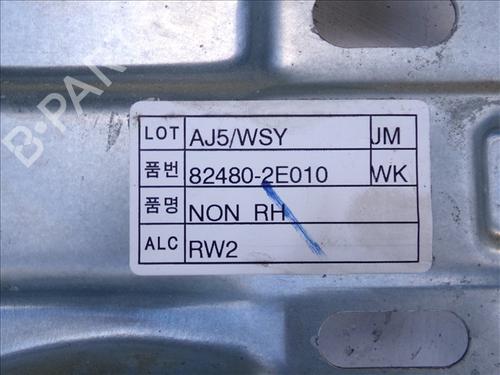 B-PARTS
LOT AJ5/WSY JM
품번 82480-2E010 WK
품명 NON RH
ALC RW2